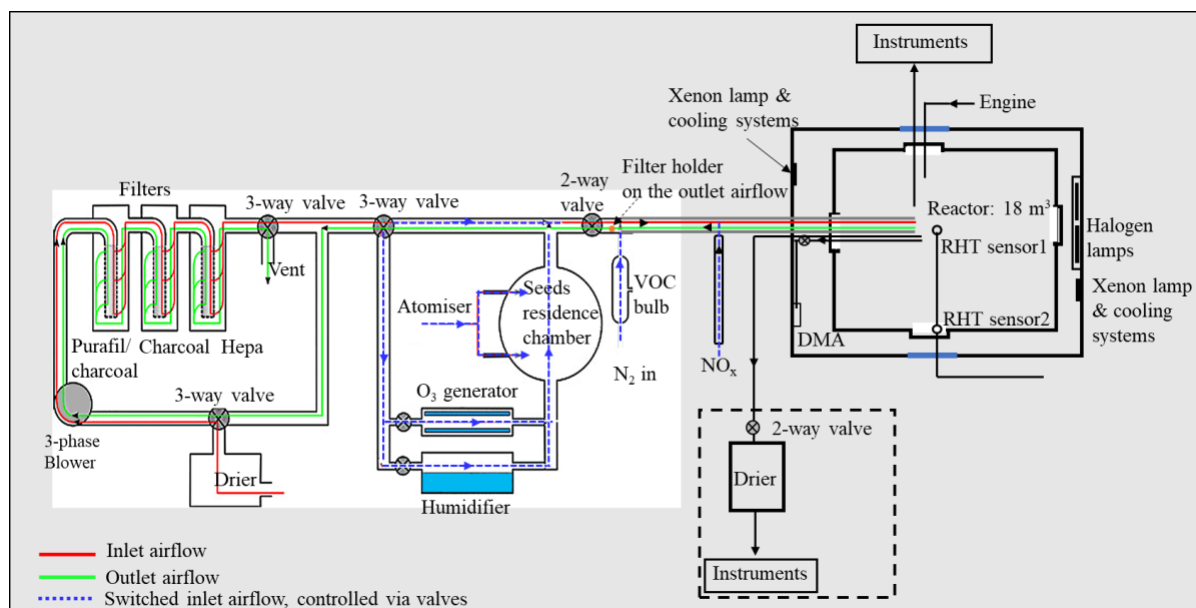 Instruments
Xenon lamp &
cooling systems
Engine
Filters
3-way valve
3-way valve
2-way
valve
Filter holder
on the outlet airflow
Reactor: 18 m³
RHT sensor1
Halogen
lamps
Vent
Atomiser
Seeds
residence
chamber
VOC
bulb
Xenon lamp
& cooling
systems
RHT sensor2
DMA
Purafil/
charcoal
Charcoal
Hepa
N₂ in
NOₓ
3-way valve
O₃ generator
3-phase
Blower
2-way valve
Drier
Drier
Humidifier
Instruments
Inlet airflow
Outlet airflow
Switched inlet airflow, controlled via valves